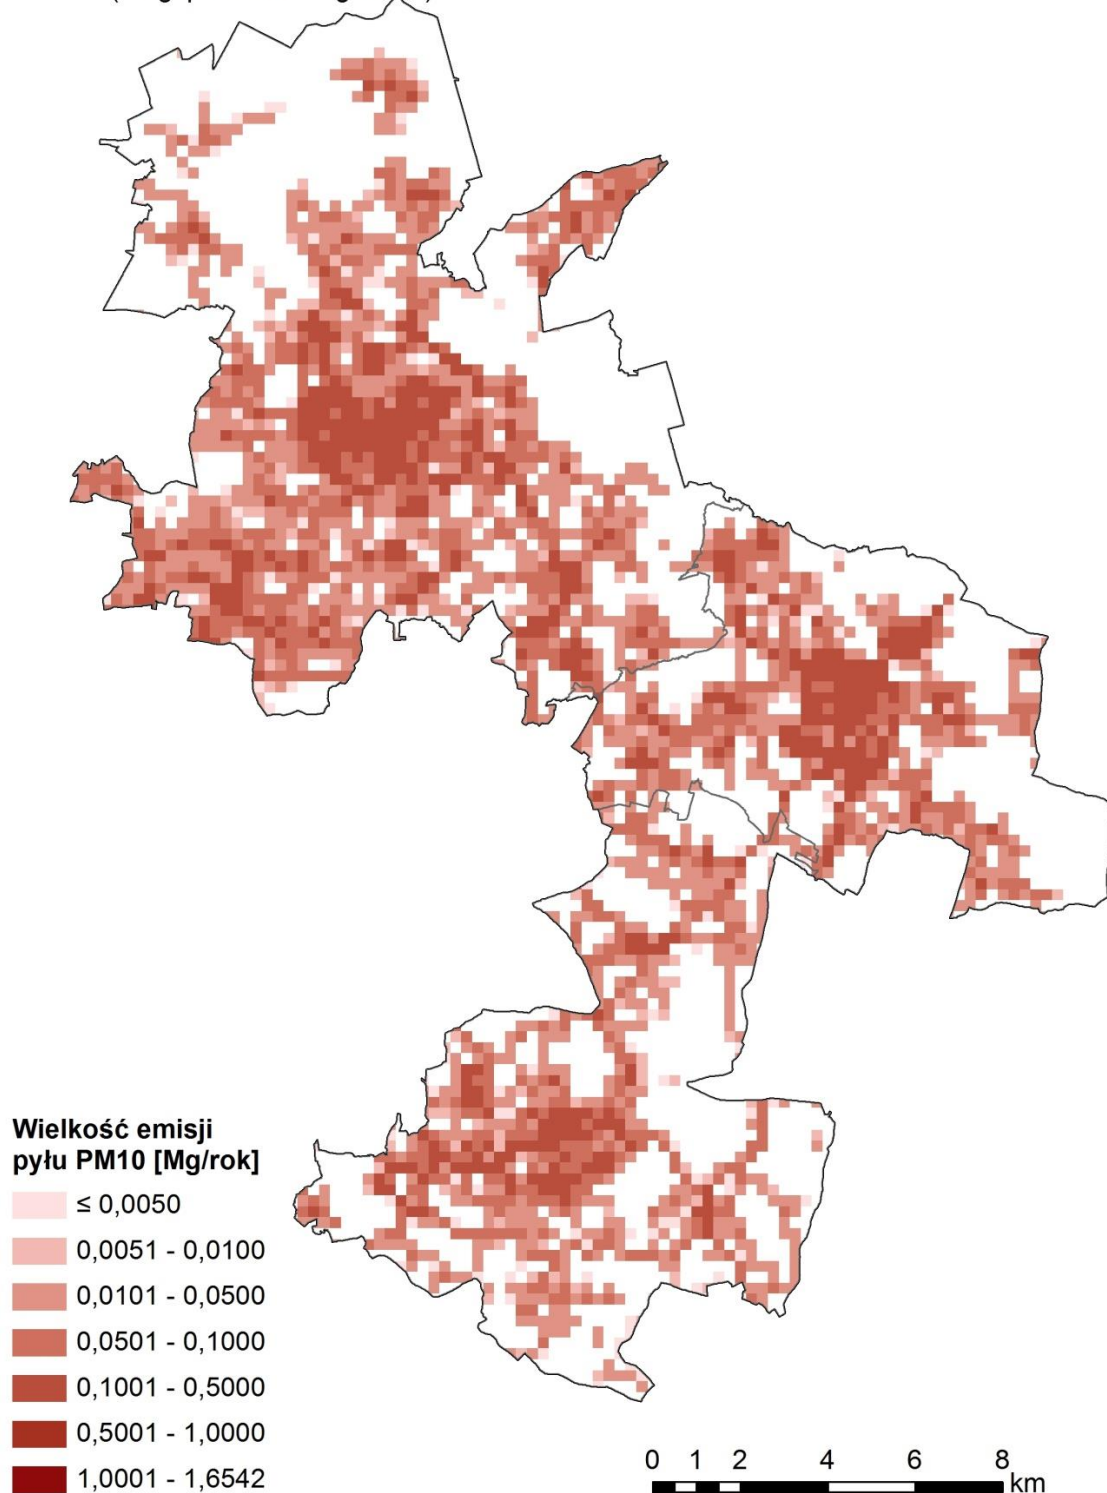 Wielkość emisji
pyłu PM10 [Mg/rok]
≤ 0,0050
0,0051 - 0,0100
0,0101 - 0,0500
0,0501 - 0,1000
0,1001 - 0,5000
0,5001 - 1,0000
1,0001 - 1,6542
0 1 2 4 6 8
km